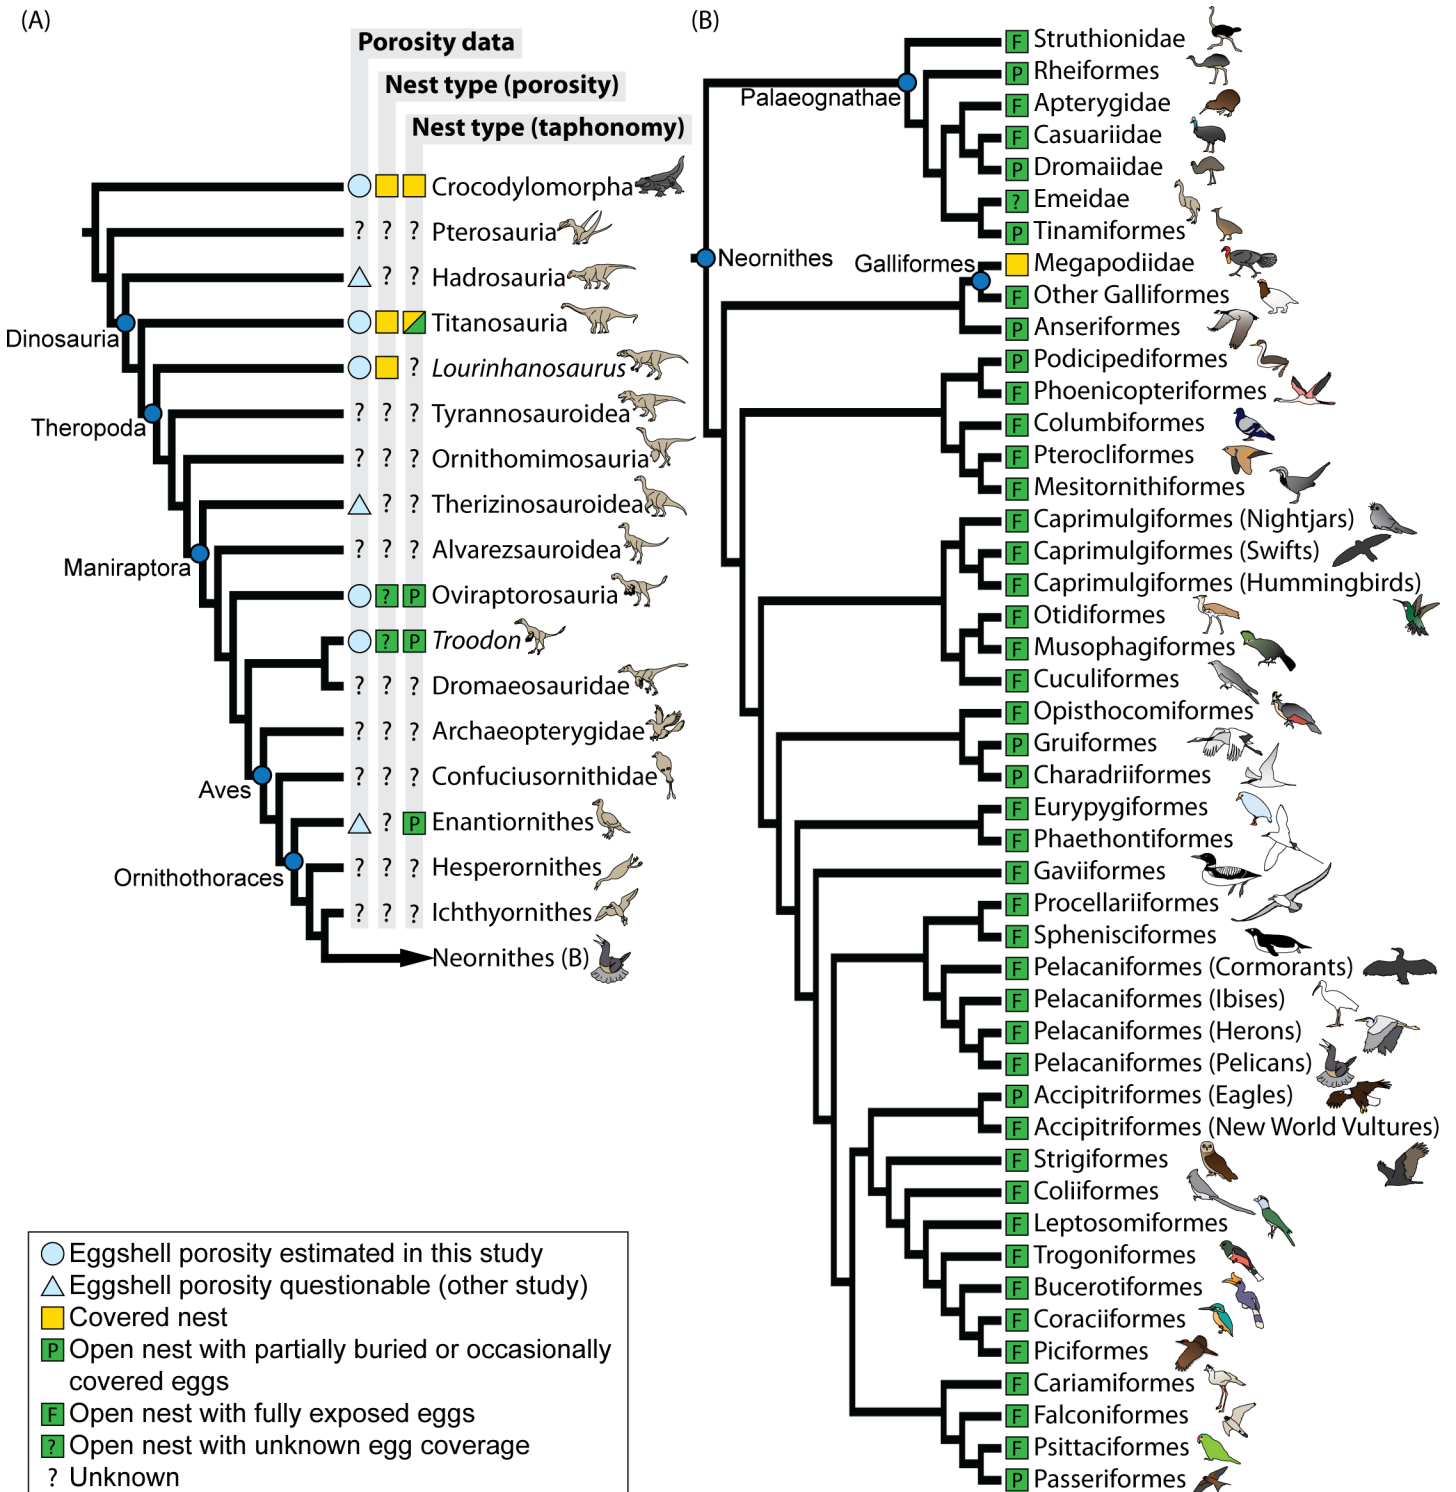 (A)
Porosity data
Nest type (porosity)
Nest type (taphonomy)
Crocodylomorpha
? ? ? Pterosauria
? ? Hadrosauria
Dinosauria
Titanosauria
? Lourinhanosaurus
Theropoda
? ? ? Tyrannosauroidea
? ? ? Ornithomimosauria
? ? Therizinosauroidea
Maniraptora
? ? ? Alvarezsauroidea
? P Oviraptorosauria
? P Troodon
? ? ? Dromaeosauridae
? ? ? Archaeopterygidae
Aves
? ? ? Confuciusornithidae
? P Enantiornithes
Ornithothoraces
? ? ? Hesperornithes
? ? ? Ichthyornithes
Neornithes (B)
Eggshell porosity estimated in this study
Eggshell porosity questionable (other study)
Covered nest
P Open nest with partially buried or occasionally
covered eggs
F Open nest with fully exposed eggs
? Open nest with unknown egg coverage
? Unknown
(B)
F Struthionidae
P Rheiformes
Palaeognathae
F Apterygidae
F Casuariidae
P Dromaiidae
? Emeidae
P Tinamiformes
Neornithes
Galliformes
Megapodiidae
F Other Galliformes
P Anseriformes
P Podicipediformes
F Phoenicopteriformes
F Columbiformes
F Pterocliformes
F Mesitornithiformes
F Caprimulgiformes (Nightjars)
F Caprimulgiformes (Swifts)
F Caprimulgiformes (Hummingbirds)
F Otidiformes
F Musophagiformes
F Cuculiformes
F Opisthocomiformes
P Gruiformes
P Charadriiformes
F Eurypygiformes
F Phaethontiformes
F Gaviiformes
F Procellariiformes
F Sphenisciformes
F Pelacaniformes (Cormorants)
F Pelacaniformes (Ibises)
F Pelacaniformes (Herons)
F Pelacaniformes (Pelicans)
P Accipitriformes (Eagles)
F Accipitriformes (New World Vultures)
F Strigiformes
F Coliiformes
F Leptosomiformes
F Trogoniformes
F Bucerotiformes
F Coraciiformes
F Piciformes
F Cariamiformes
F Falconiformes
F Psittaciformes
P Passeriformes